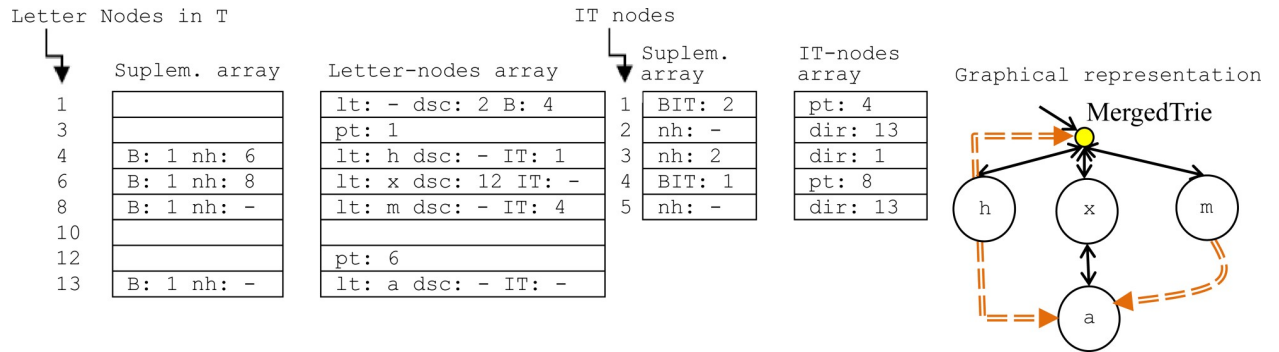 Letter Nodes in T
IT nodes
Suplem. array
Letter-nodes array
Suplem. array
IT-nodes array
Graphical representation
1 lt: - dsc: 2 B: 4
3 pt: 1
4 B: 1 nh: 6 lt: h dsc: - IT: 1
6 B: 1 nh: 8 lt: x dsc: 12 IT: -
8 B: 1 nh: - lt: m dsc: - IT: 4
10
12 pt: 6
13 B: 1 nh: - lt: a dsc: - IT: -
1 BIT: 2 pt: 4
2 nh: - dir: 13
3 nh: 2 dir: 1
4 BIT: 1 pt: 8
5 nh: - dir: 13
MergedTrie
h x m
a